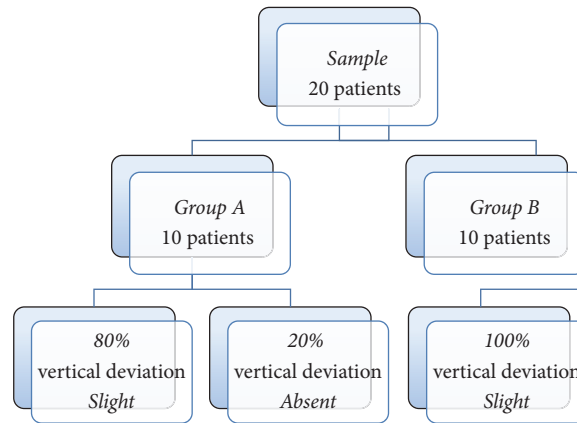 Sample
20 patients
Group A
10 patients
Group B
10 patients
80%
vertical deviation
Slight
20%
vertical deviation
Absent
100%
vertical deviation
Slight